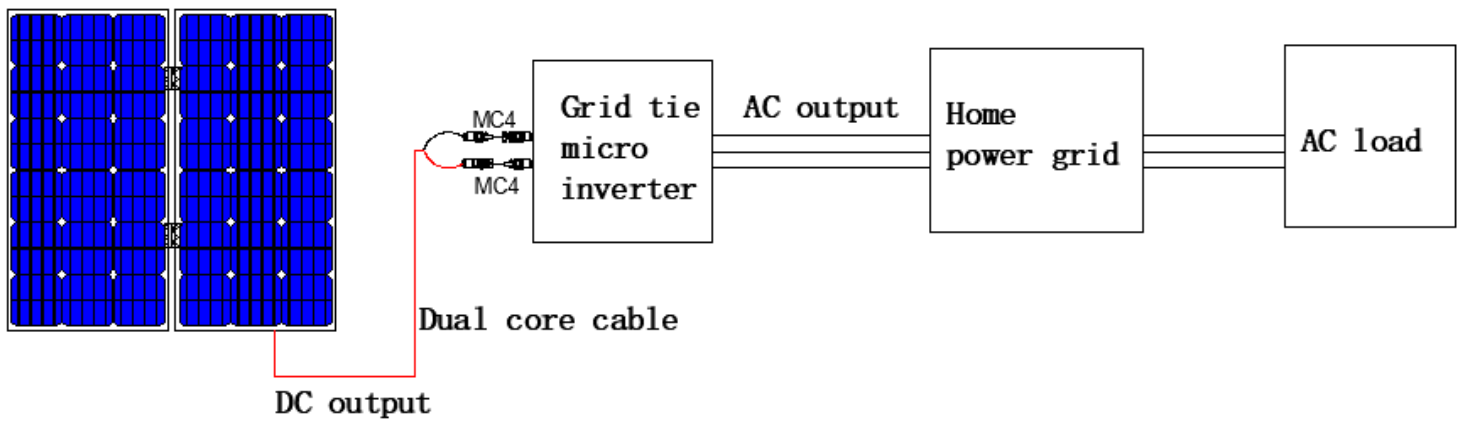 MC4
MC4
Grid tie
micro
inverter
AC output
Home
power grid
AC load
Dual core cable
DC output